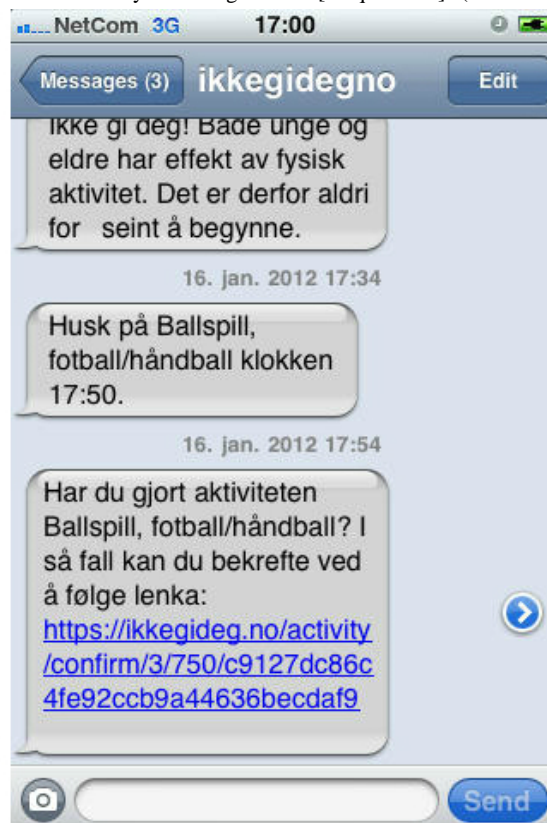 NetCom 3G 17:00
Messages (3) ikkegidegno Edit
Ikke gi deg! Både unge og
eldre har effekt av fysisk
aktivitet. Det er derfor aldri
for seint å begynne.
16. jan. 2012 17:34
Husk på Ballspill,
fotball/håndball klokken
17:50.
16. jan. 2012 17:54
Har du gjort aktiviteten
Ballspill, fotball/håndball? I
så fall kan du bekrefte ved
å følge lenka:
https://ikkegideg.no/activity
/confirm/3/750/c9127dc86c
4fe92ccb9a44636becdaf9
Send